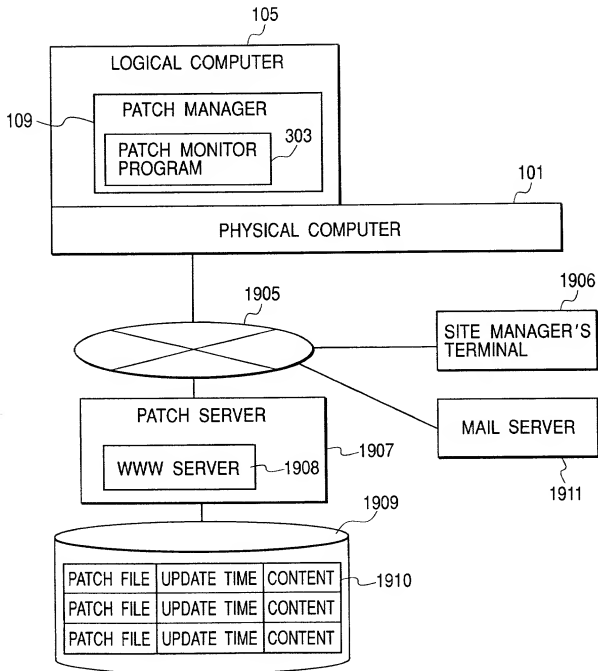 105
LOGICAL COMPUTER
PATCH MANAGER
109
PATCH MONITOR
PROGRAM
303
101
PHYSICAL COMPUTER
1905
1906
SITE MANAGER'S
TERMINAL
PATCH SERVER
WWW SERVER
1908
1907
MAIL SERVER
1911
1909
PATCH FILE UPDATE TIME CONTENT
1910
PATCH FILE UPDATE TIME CONTENT
PATCH FILE UPDATE TIME CONTENT